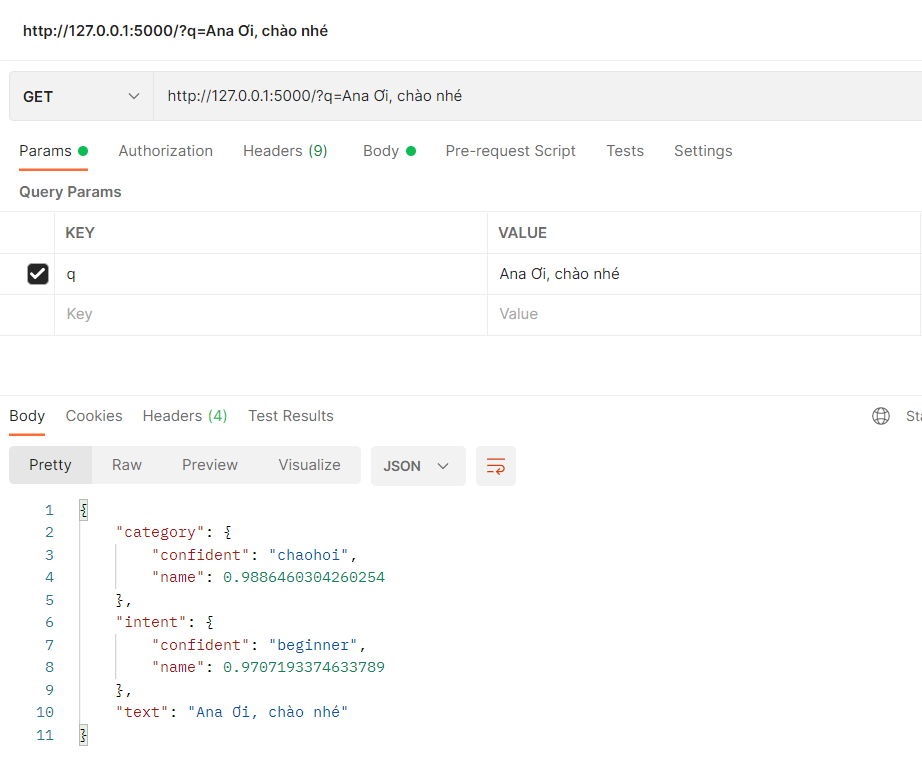 http://127.0.0.1:5000/?q=Ana Ơi, chào nhé
GET http://127.0.0.1:5000/?q=Ana Ơi, chào nhé
Params Authorization Headers (9) Body Pre-request Script Tests Settings
Query Params
KEY VALUE
q Ana Ơi, chào nhé
Key Value
Body Cookies Headers (4) Test Results
Pretty Raw Preview Visualize JSON
1 {
2 "category": {
3 "confident": "chaohoi",
4 "name": 0.9886460304260254
5 },
6 "intent": {
7 "confident": "beginner",
8 "name": 0.9707193374633789
9 },
10 "text": "Ana Ơi, chào nhé"
11 }